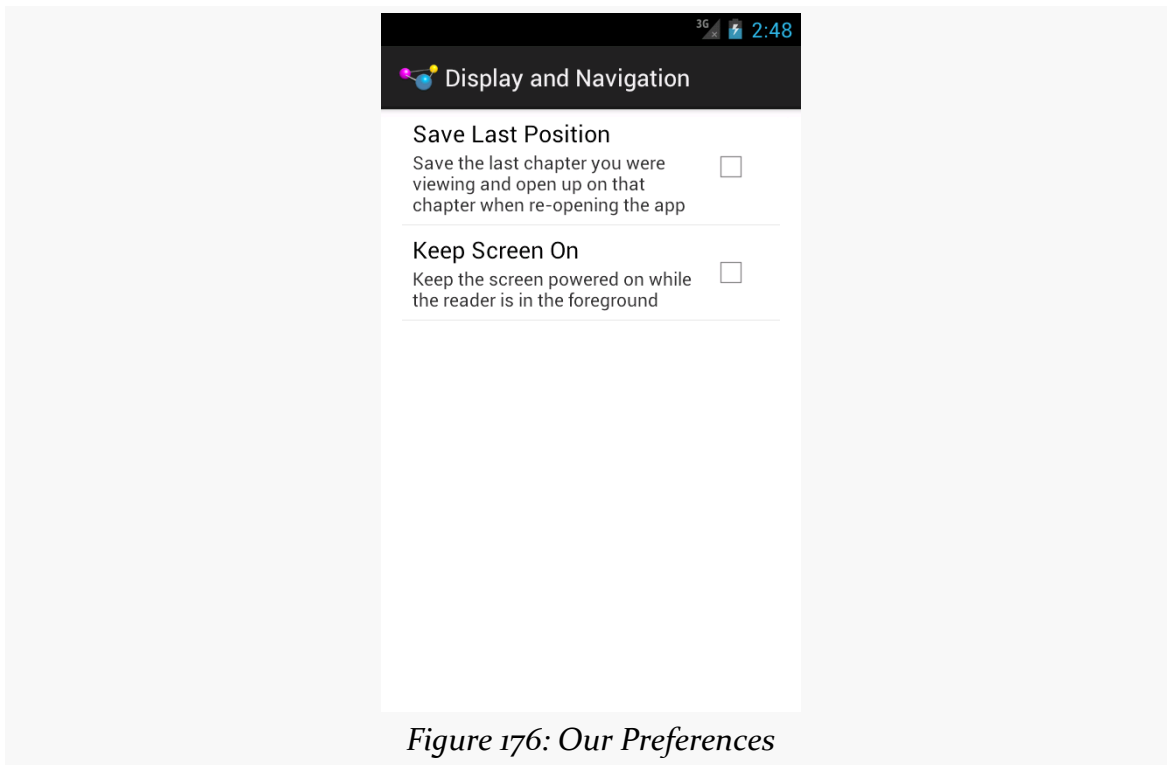 3G 2:48
Display and Navigation
Save Last Position
Save the last chapter you were
viewing and open up on that
chapter when re-opening the app
Keep Screen On
Keep the screen powered on while
the reader is in the foreground
Figure 176: Our Preferences